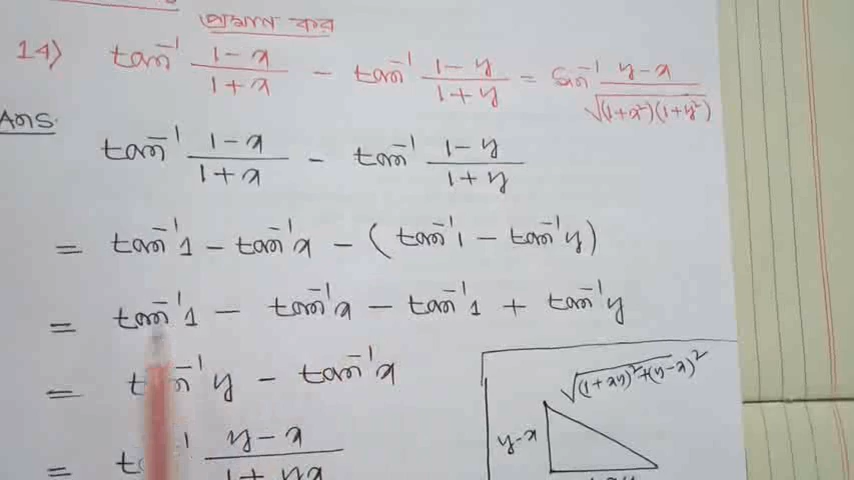 প্রমাণ কর
14) tan⁻¹ (1-x)/(1+x) - tan⁻¹ (1-y)/(1+y) = sin⁻¹ (y-x)/√(1+x²)(1+y²)
Ans.
tan⁻¹ (1-x)/(1+x) - tan⁻¹ (1-y)/(1+y)
= tan⁻¹1 - tan⁻¹x - (tan⁻¹1 - tan⁻¹y)
= tan⁻¹1 - tan⁻¹x - tan⁻¹1 + tan⁻¹y
= tan⁻¹y - tan⁻¹x
√(1+xy)²+(y-x)²
y-x
= (y-x)/(1+yx)